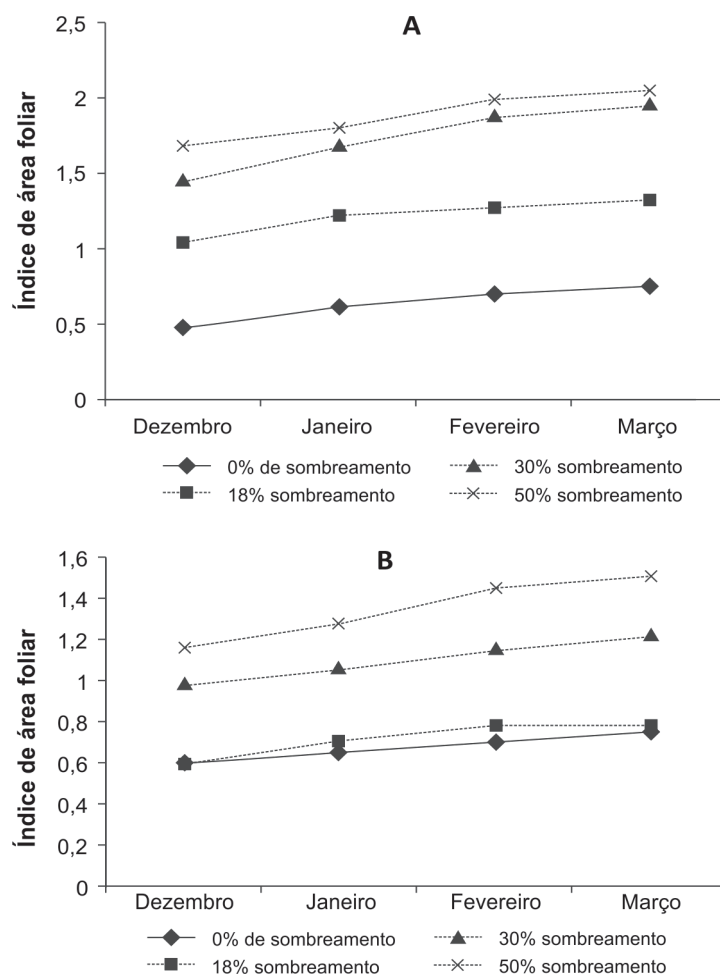 A
Índice de área foliar
2,5
2
1,5
1
0,5
0
Dezembro Janeiro Fevereiro Março
0% de sombreamento 30% sombreamento
18% sombreamento 50% sombreamento
B
Índice de área foliar
1,6
1,4
1,2
1
0,8
0,6
0,4
0,2
0
Dezembro Janeiro Fevereiro Março
0% de sombreamento 30% sombreamento
18% sombreamento 50% sombreamento